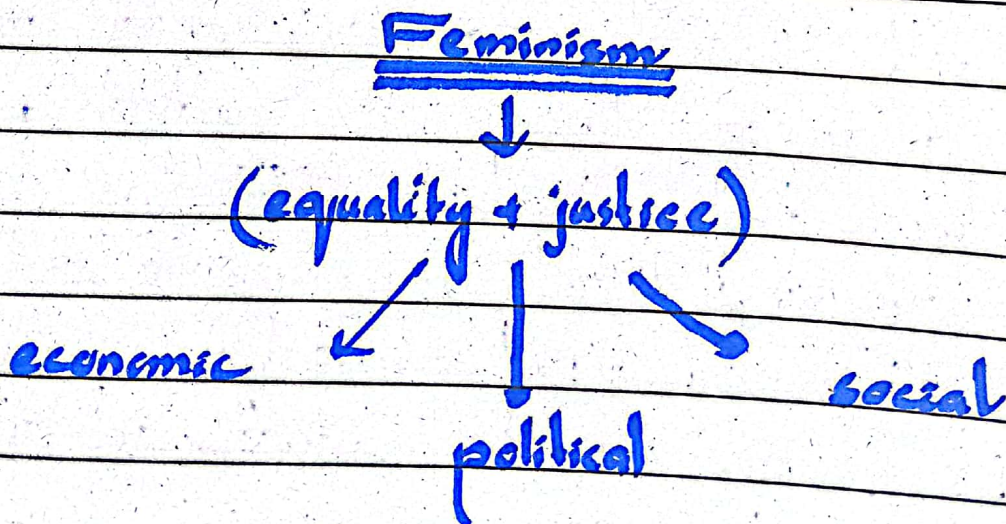 Feminism
(equality + justice)
economic
social
political